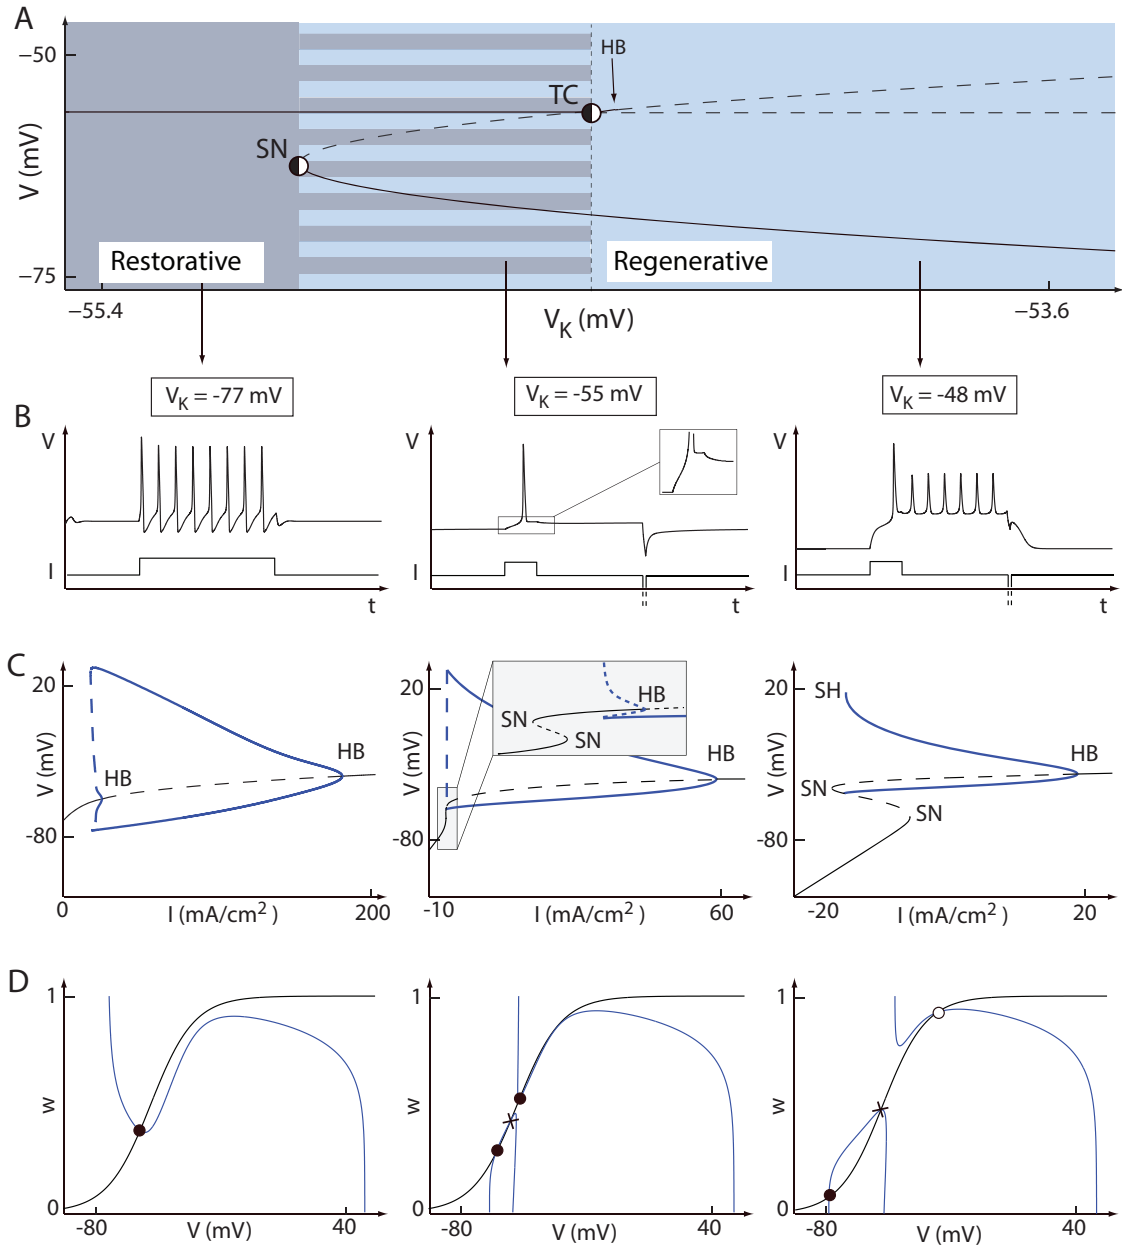 A
V (mV)
−50
−75
HB
TC
SN
Restorative
Regenerative
−55.4
V_K (mV)
−53.6
V_K = -77 mV
V_K = -55 mV
V_K = -48 mV
B
V
I
t
V
I
t
V
I
t
C
V (mV)
20
-80
HB
HB
0
I (mA/cm²)
200
V (mV)
20
-80
SN
SN
HB
HB
-10
I (mA/cm²)
60
V (mV)
20
-80
SH
HB
SN
SN
-20
I (mA/cm²)
20
D
w
1
0
-80
V (mV)
40
w
1
0
-80
V (mV)
40
w
1
0
-80
V (mV)
40